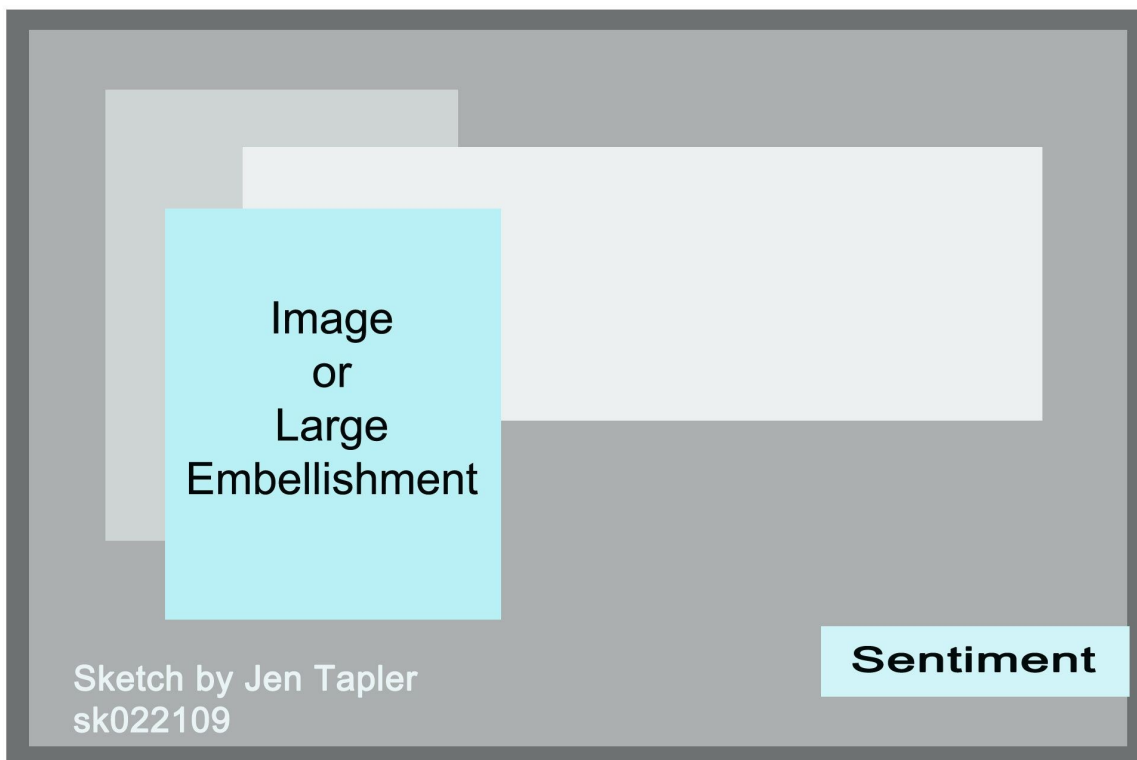 Image
or
Large
Embellishment
Sentiment
Sketch by Jen Tapler
sk022109